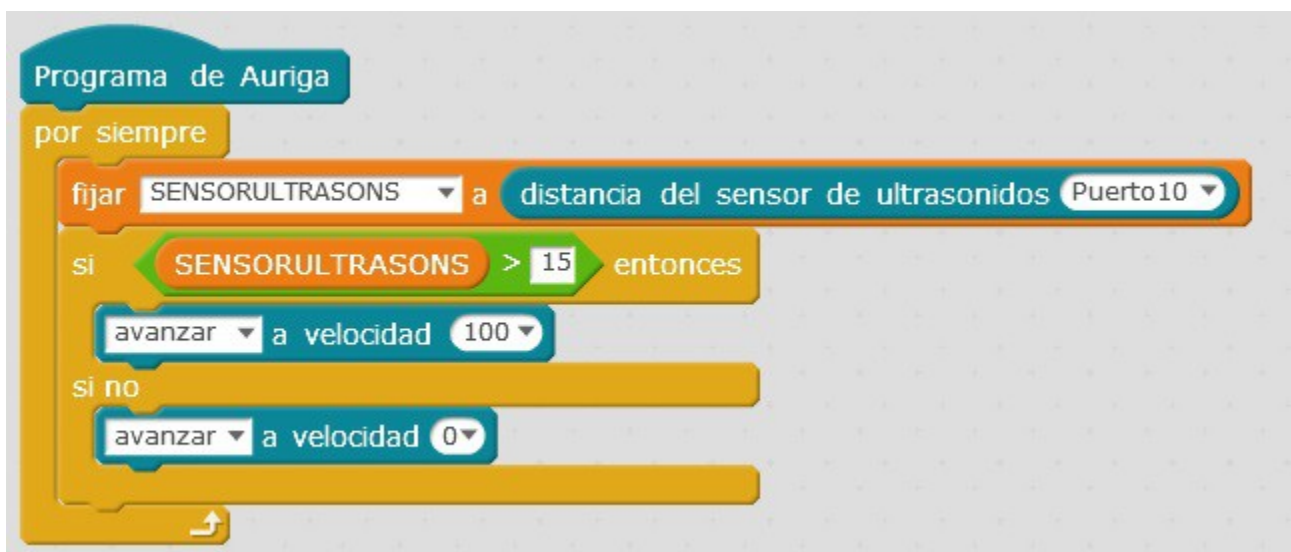 Programa de Auriga
por siempre
fijar SENSORULTRASONS a distancia del sensor de ultrasonidos Puerto10
si SENSORULTRASONS > 15 entonces
avanzar a velocidad 100
si no
avanzar a velocidad 0